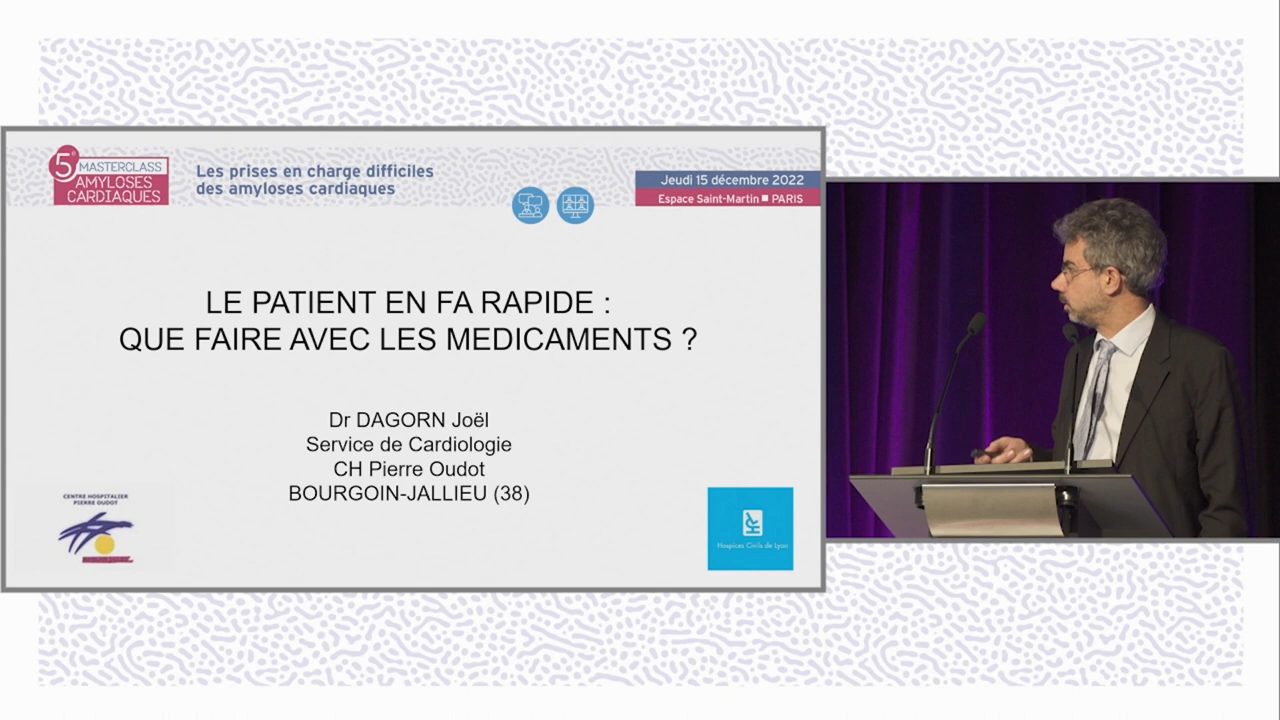 5e MASTERCLASS
AMYLOSES
CARDIAQUES
Les prises en charge difficiles
des amyloses cardiaques
Jeudi 15 décembre 2022
Espace Saint-Martin ■ PARIS
LE PATIENT EN FA RAPIDE :
QUE FAIRE AVEC LES MEDICAMENTS ?
Dr DAGORN Joël
Service de Cardiologie
CH Pierre Oudot
BOURGOIN-JALLIEU (38)
CENTRE HOSPITALIER
PIERRE OUDOT
HCL
Hospices Civils de Lyon